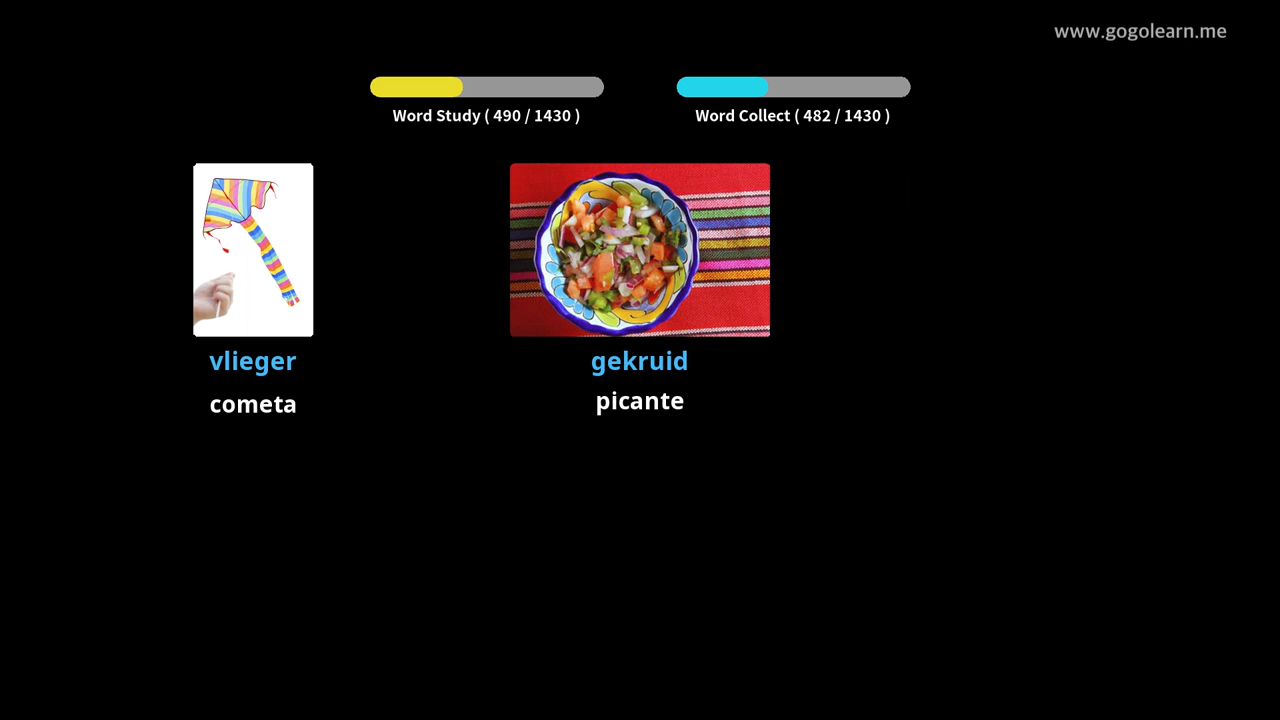 www.gogolearn.me
Word Study ( 490 / 1430 )
Word Collect ( 482 / 1430 )
vlieger
cometa
gekruid
picante